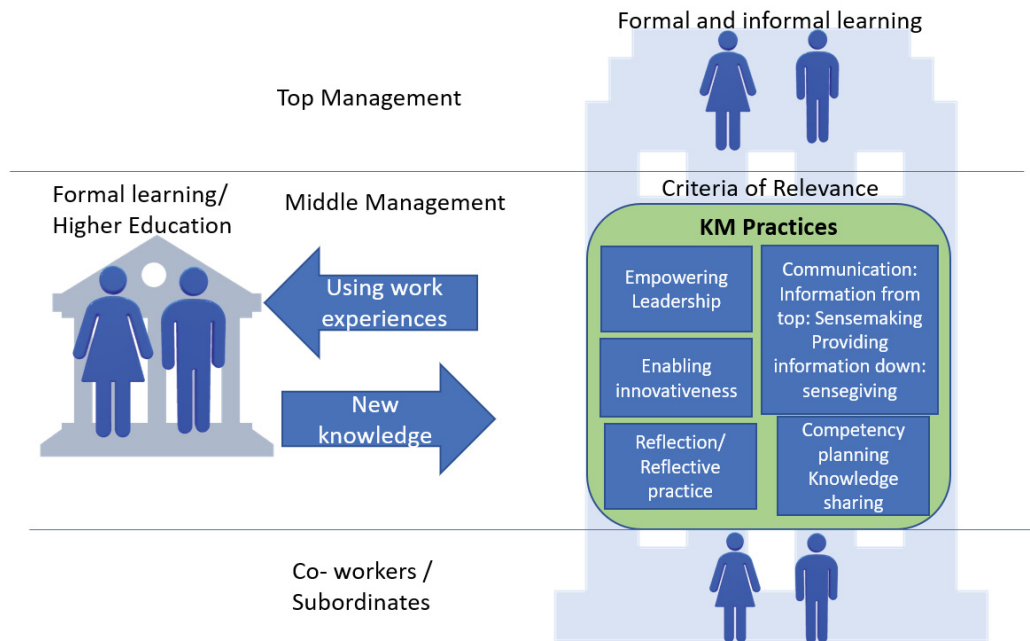 Formal and informal learning
Top Management
Formal learning/
Higher Education
Middle Management
Using work
experiences
New
knowledge
Criteria of Relevance
KM Practices
Empowering
Leadership
Communication:
Information from
top: Sensemaking
Providing
information down:
sensegiving
Enabling
innovativeness
Reflection/
Reflective
practice
Competency
planning
Knowledge
sharing
Co- workers /
Subordinates